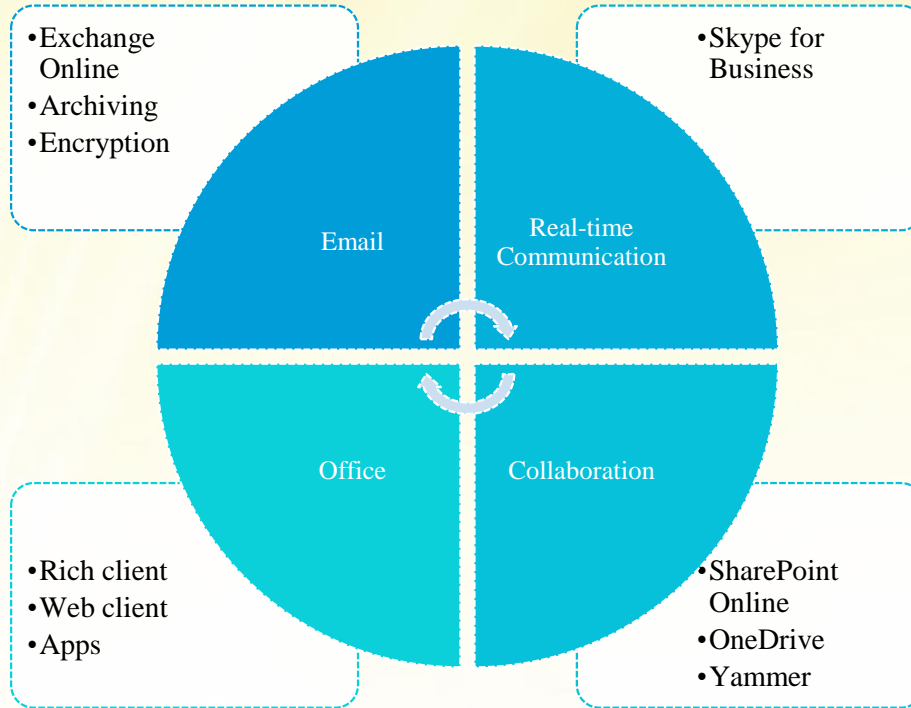 •Exchange
Online
•Archiving
•Encryption
•Skype for
Business
Email
Real-time
Communication
Office
Collaboration
•Rich client
•Web client
•Apps
•SharePoint
Online
•OneDrive
•Yammer